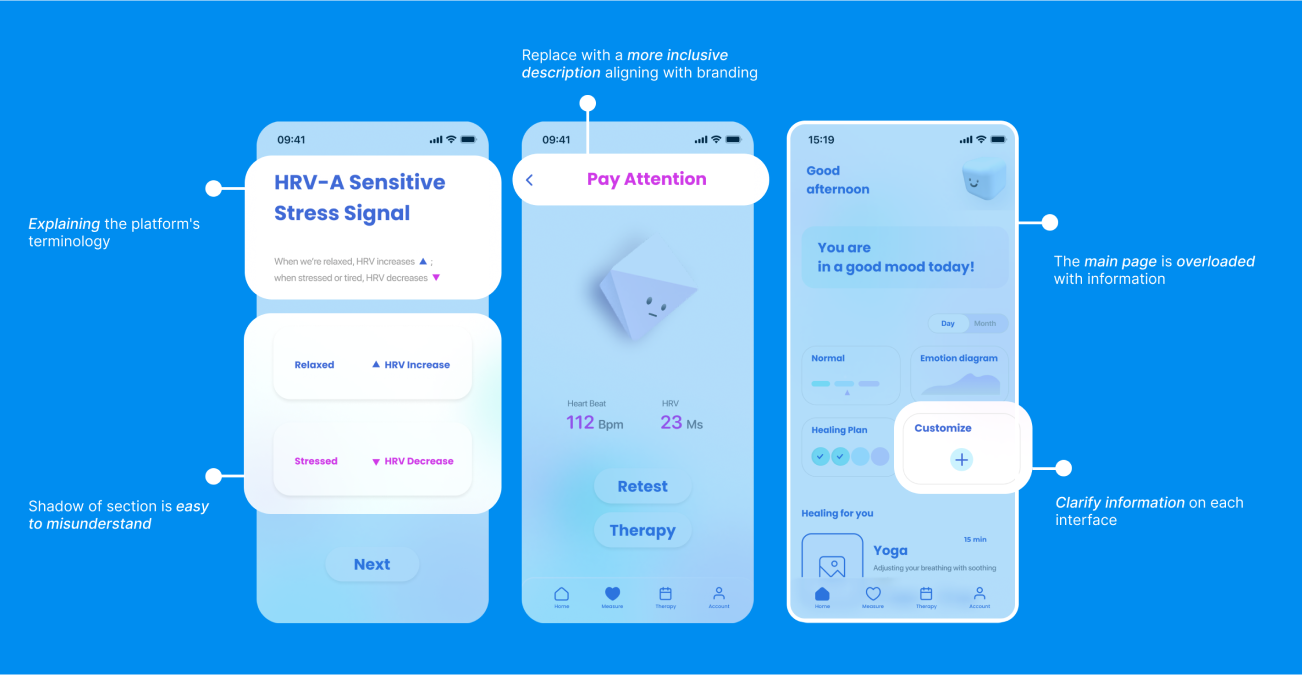 Replace with a more inclusive
description aligning with branding
Explaining the platform's
terminology
Shadow of section is easy
to misunderstand
09:41
HRV-A Sensitive
Stress Signal
When we're relaxed, HRV increases ▲ ;
when stressed or tired, HRV decreases ▼
Relaxed ▲ HRV Increase
Stressed ▼ HRV Decrease
Next
09:41
Pay Attention
Heart Beat HRV
112 Bpm 23 Ms
Retest
Therapy
Home Measure Therapy Account
15:19
Good
afternoon
You are
in a good mood today!
Day Month
Normal Emotion diagram
Healing Plan Customize
Healing for you
15 min
Yoga
Adjusting your breathing with soothing
Home Measure Therapy Account
The main page is overloaded
with information
Clarify information on each
interface